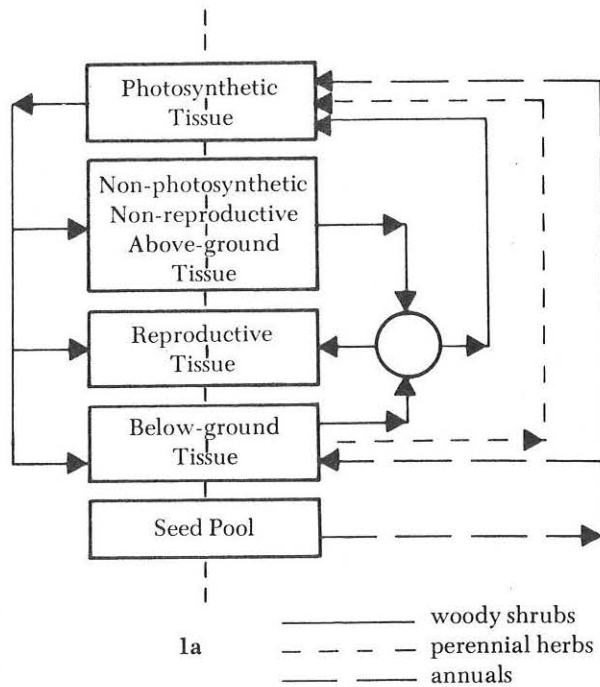 Photosynthetic
Tissue
Non-photosynthetic
Non-reproductive
Above-ground
Tissue
Reproductive
Tissue
Below-ground
Tissue
Seed Pool
1a
woody shrubs
perennial herbs
annuals